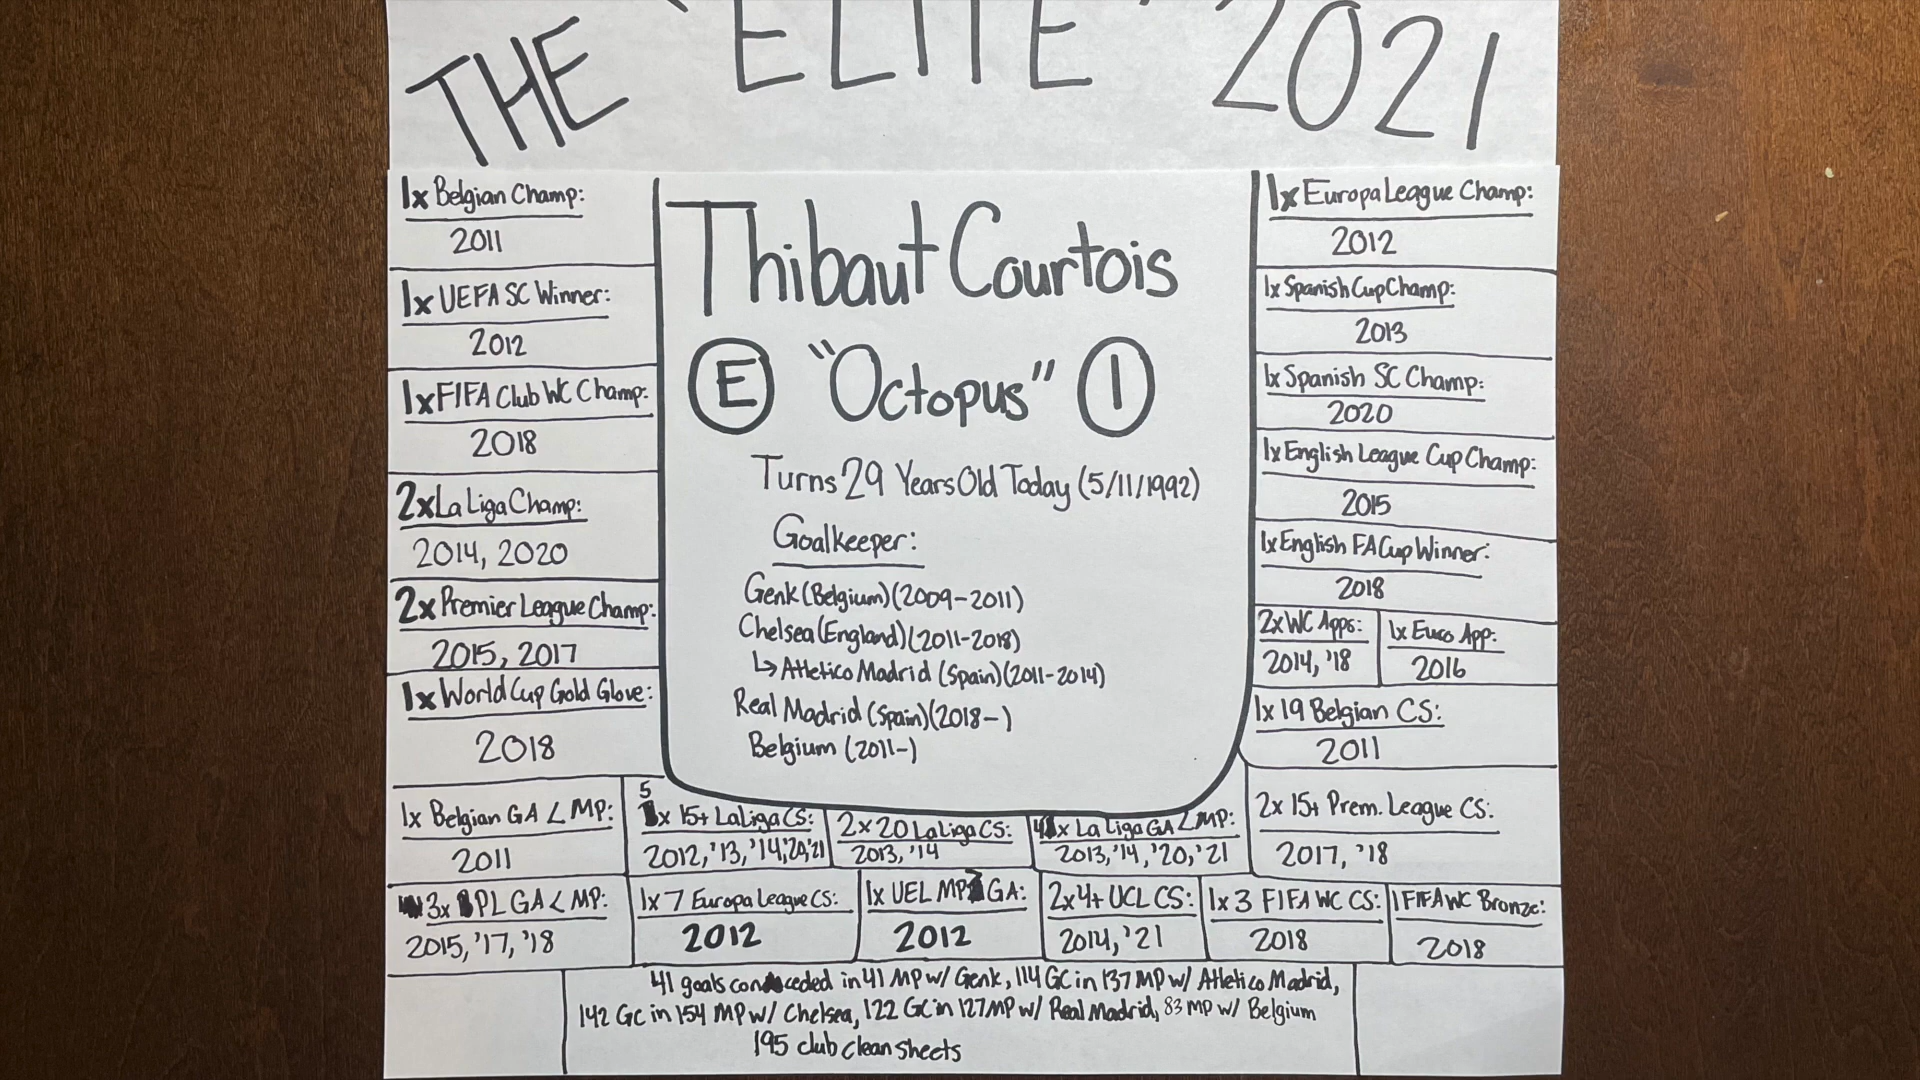 THE "ELITE" 2021
1x Belgian Champ:
2011
1x UEFA SC Winner:
2012
1x FIFA Club WC Champ:
2018
2x La Liga Champ:
2014, 2020
2x Premier League Champ:
2015, 2017
1x World Cup Gold Glove:
2018
Thibaut Courtois
E "Octopus" 1
Turns 29 Years Old Today (5/11/1992)
Goalkeeper:
Genk (Belgium) (2009-2011)
Chelsea (England) (2011-2018)
↳ Atletico Madrid (Spain) (2011-2014)
Real Madrid (Spain) (2018-)
Belgium (2011-)
1x Europa League Champ:
2012
1x Spanish Cup Champ:
2013
1x Spanish SC Champ:
2020
1x English League Cup Champ:
2015
1x English FA Cup Winner:
2018
2x WC Apps:
2014, '18
1x Euro App:
2016
1x 19 Belgian CS:
2011
1x Belgian GA < MP:
2011
5x 15+ La Liga CS:
2012, '13, '14, '20, '21
2x 20 La Liga CS:
2013, '14
4x La Liga GA < MP:
2013, '14, '20, '21
2x 15+ Prem. League CS:
2017, '18
3x PL GA < MP:
2015, '17, '18
1x 7 Europa League CS:
2012
1x UEL MP > GA:
2012
2x 4+ UCL CS:
2014, '21
1x 3 FIFA WC CS:
2018
1 FIFA WC Bronze:
2018
41 goals conceded in 41 MP w/ Genk, 114 GC in 137 MP w/ Atletico Madrid,
142 GC in 154 MP w/ Chelsea, 122 GC in 127 MP w/ Real Madrid, 83 MP w/ Belgium
195 club clean sheets